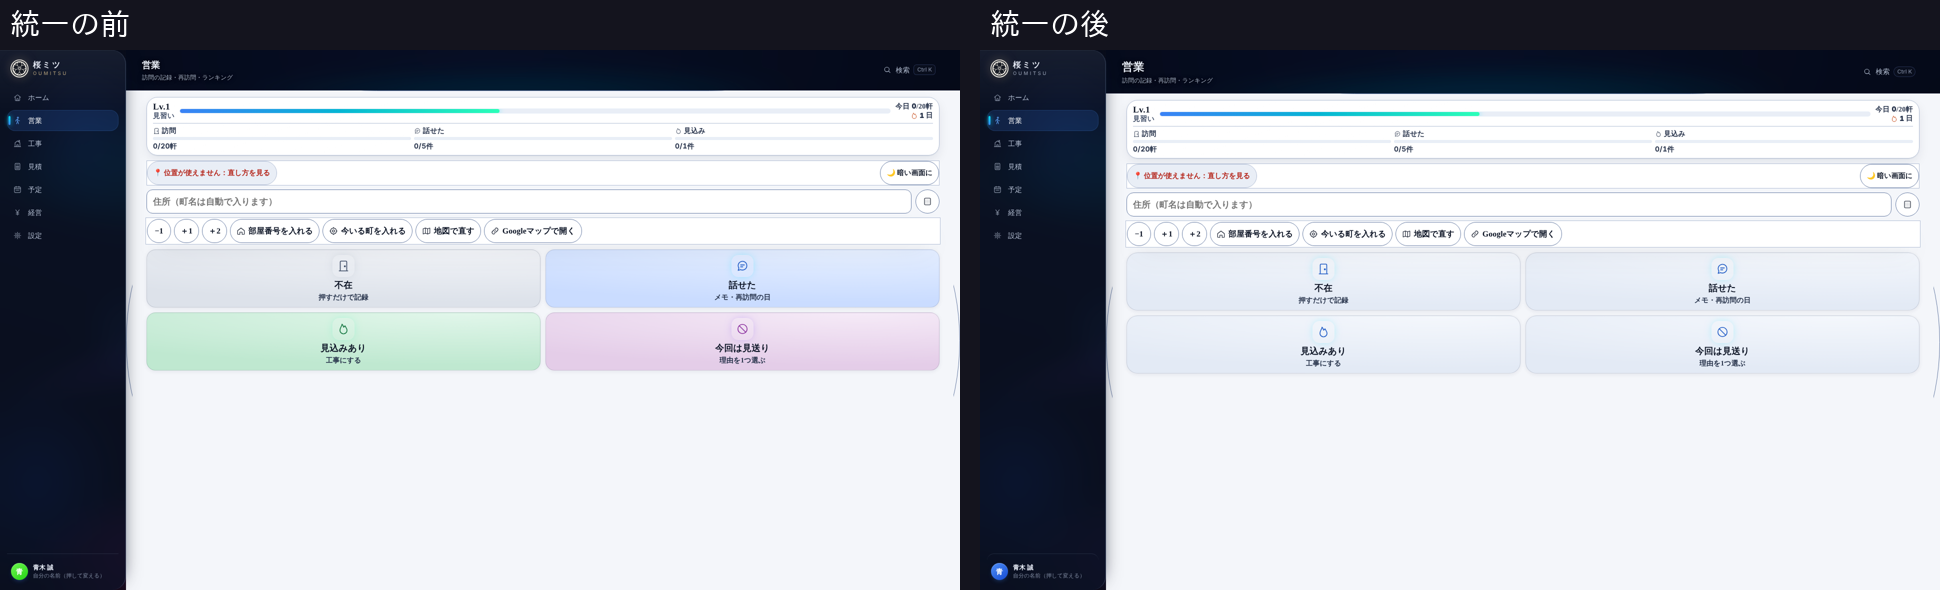 統一の前
桜ミツ
OUMITSU
ホーム
営業
工事
見積
予定
経営
設定
青木 誠
自分の名前（押して変える）
営業
訪問の記録・再訪問・ランキング
検索 Ctrl K
Lv.1
見習い
今日 0/20軒
1 日
訪問
0/20軒
話せた
0/5件
見込み
0/1件
位置が使えません：直し方を見る
暗い画面に
住所（町名は自動で入ります）
−1
＋1
＋2
部屋番号を入れる
今いる町を入れる
地図で直す
Googleマップで開く
不在
押すだけで記録
話せた
メモ・再訪問の日
見込みあり
工事にする
今回は見送り
理由を1つ選ぶ
統一の後
桜ミツ
OUMITSU
ホーム
営業
工事
見積
予定
経営
設定
青
青木 誠
自分の名前（押して変える）
営業
訪問の記録・再訪問・ランキング
検索 Ctrl K
Lv.1
見習い
今日 0/20軒
1 日
訪問
0/20軒
話せた
0/5件
見込み
0/1件
位置が使えません：直し方を見る
暗い画面に
住所（町名は自動で入ります）
−1
＋1
＋2
部屋番号を入れる
今いる町を入れる
地図で直す
Googleマップで開く
不在
押すだけで記録
話せた
メモ・再訪問の日
見込みあり
工事にする
今回は見送り
理由を1つ選ぶ